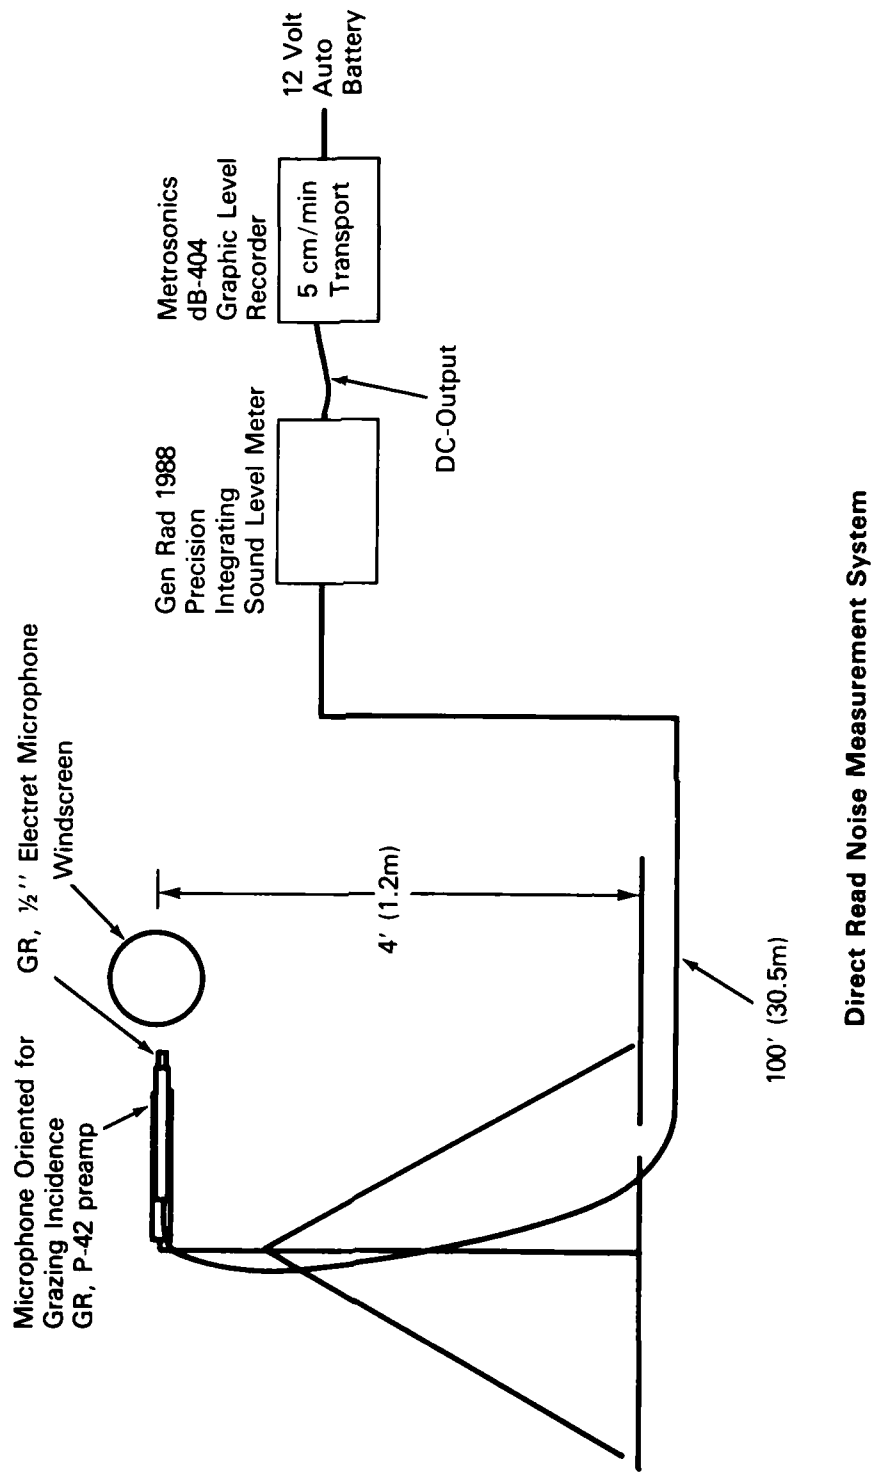 Microphone Oriented for
Grazing Incidence
GR, P-42 preamp
GR, ½'' Electret Microphone
Windscreen
4' (1.2m)
100' (30.5m)
Gen Rad 1988
Precision
Integrating
Sound Level Meter
DC-Output
Metrosonics
dB-404
Graphic Level
Recorder
5 cm/min
Transport
12 Volt
Auto
Battery
Direct Read Noise Measurement System